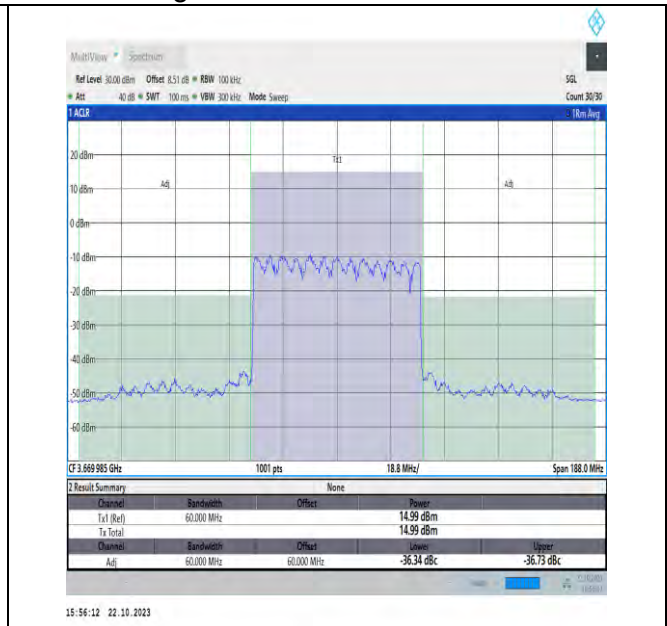 MultiView Spectrum
Ref Level 30.00 dBm Offset 8.51 dB RBW 100 kHz SGL
Att 40 dB SWT 100 ms VBW 300 kHz Mode Sweep Count 30/30
1 ACLR 1Rm Avg
20 dBm
Tx1
Adj Adj
10 dBm
0 dBm
-10 dBm
-20 dBm
-30 dBm
-40 dBm
-50 dBm
-60 dBm
CF 3.669 985 GHz 1001 pts 18.8 MHz/ Span 188.0 MHz
2 Result Summary None
Channel Bandwidth Offset Power
Tx1 (Ref) 60.000 MHz 14.99 dBm
Tx Total 14.99 dBm
Channel Bandwidth Offset Lower Upper
Adj 60.000 MHz 60.000 MHz -36.34 dBc -36.73 dBc
15:56:12 22.10.2023